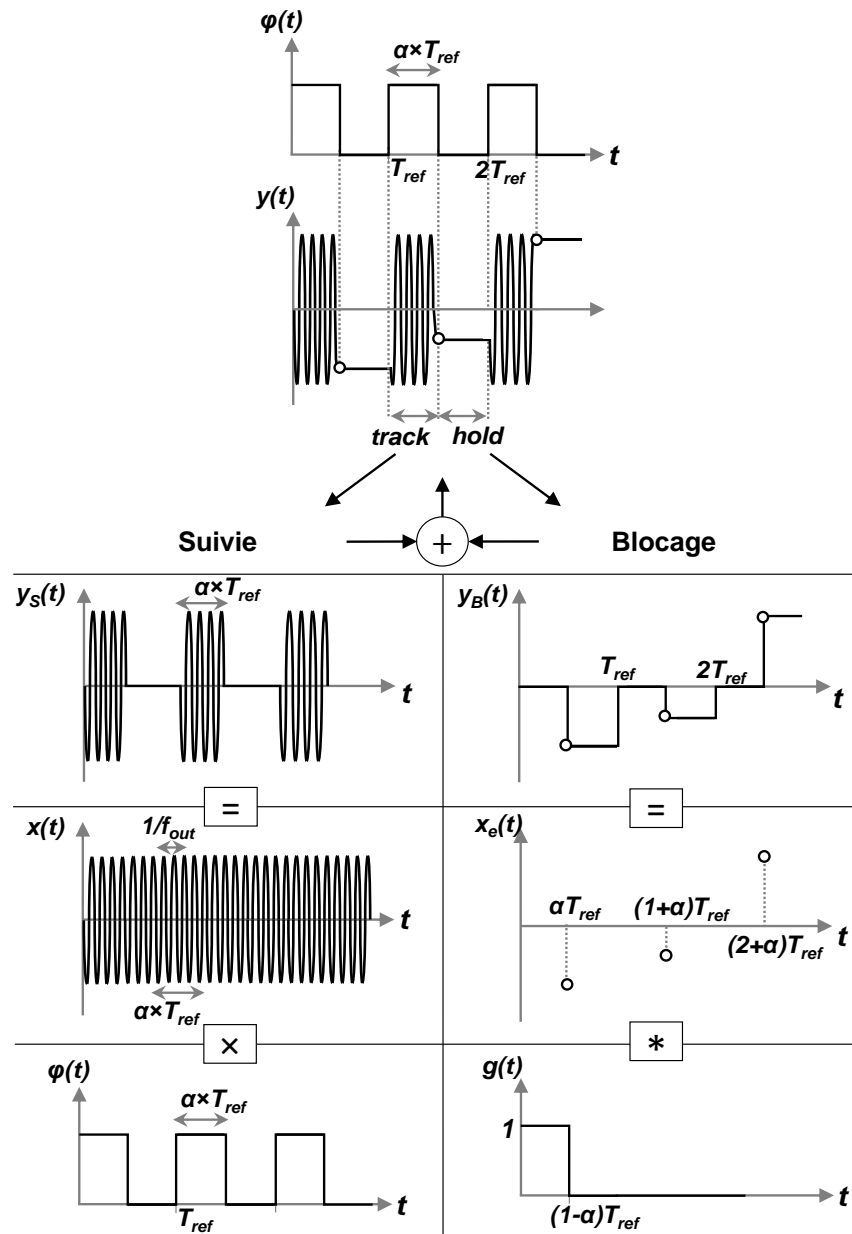 φ(t)
α×T_ref
t
T_ref
2T_ref
y(t)
track
hold
Suivie
+
Blocage
y_S(t)
α×T_ref
t
y_B(t)
T_ref
2T_ref
t
=
=
x(t)
1/f_out
t
α×T_ref
x_e(t)
αT_ref
(1+α)T_ref
(2+α)T_ref
t
×
*
φ(t)
α×T_ref
T_ref
t
g(t)
1
(1-α)T_ref
t